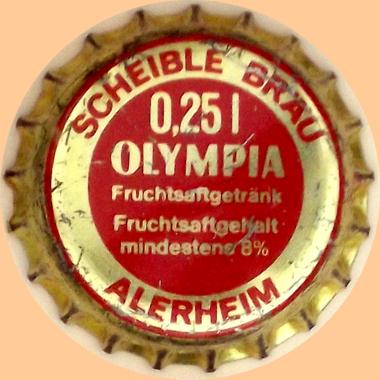 SCHEIBLE BRÄU
0,25 l
OLYMPIA
Fruchtsaftgetränk
Fruchtsaftgehalt
mindestens 8%
ALERHEIM